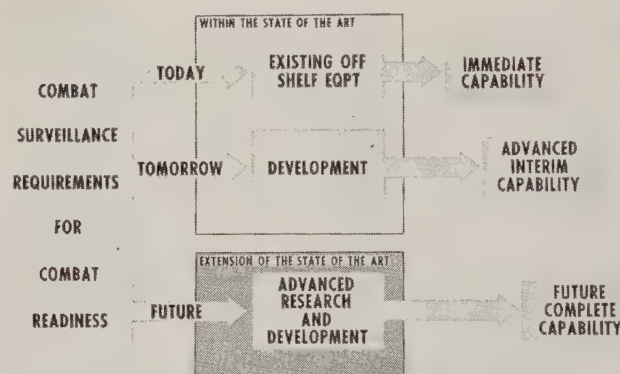 COMBAT
SURVEILLANCE
REQUIREMENTS
FOR
COMBAT
READINESS
TODAY
TOMORROW
FUTURE
WITHIN THE STATE OF THE ART
EXISTING OFF
SHELF EQPT
DEVELOPMENT
EXTENSION OF THE STATE OF THE ART
ADVANCED
RESEARCH
AND
DEVELOPMENT
IMMEDIATE
CAPABILITY
ADVANCED
INTERIM
CAPABILITY
FUTURE
COMPLETE
CAPABILITY